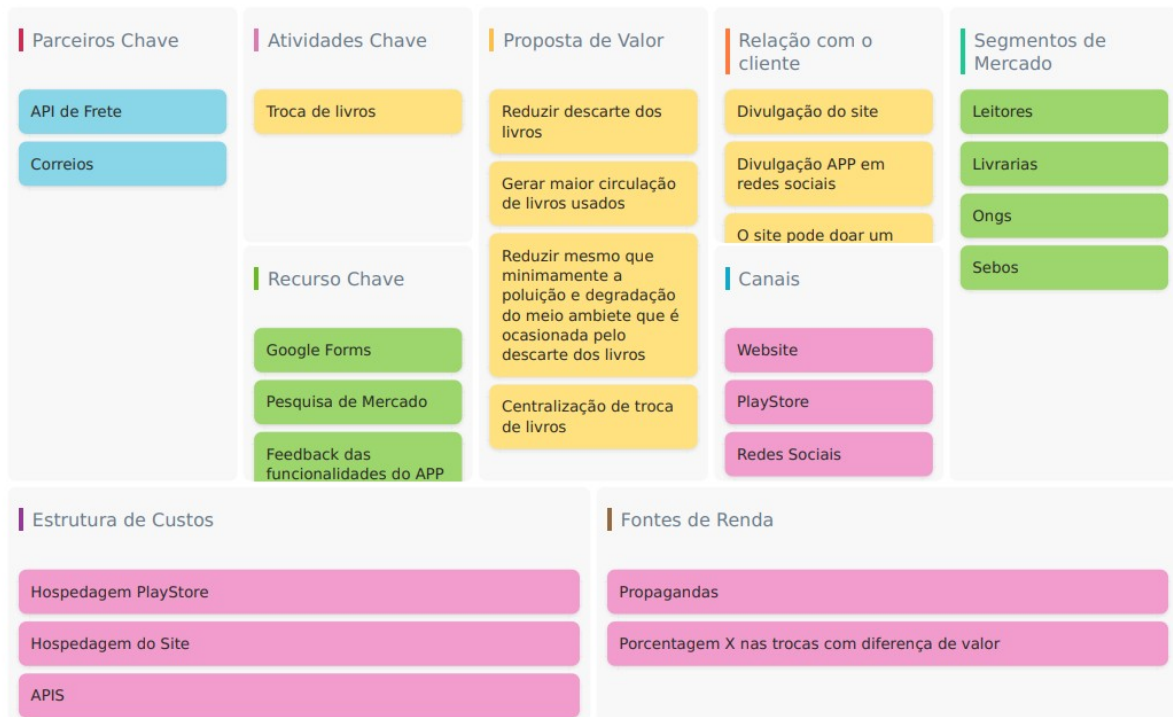 Parceiros Chave
API de Frete
Correios
Atividades Chave
Troca de livros
Recurso Chave
Google Forms
Pesquisa de Mercado
Feedback das
funcionalidades do APP
Proposta de Valor
Reduzir descarte dos
livros
Gerar maior circulação
de livros usados
Reduzir mesmo que
minimamente a
poluição e degradação
do meio ambiete que é
ocasionada pelo
descarte dos livros
Centralização de troca
de livros
Relação com o
cliente
Divulgação do site
Divulgação APP em
redes sociais
O site pode doar um
Canais
Website
PlayStore
Redes Sociais
Segmentos de
Mercado
Leitores
Livrarias
Ongs
Sebos
Estrutura de Custos
Hospedagem PlayStore
Hospedagem do Site
APIS
Fontes de Renda
Propagandas
Porcentagem X nas trocas com diferença de valor